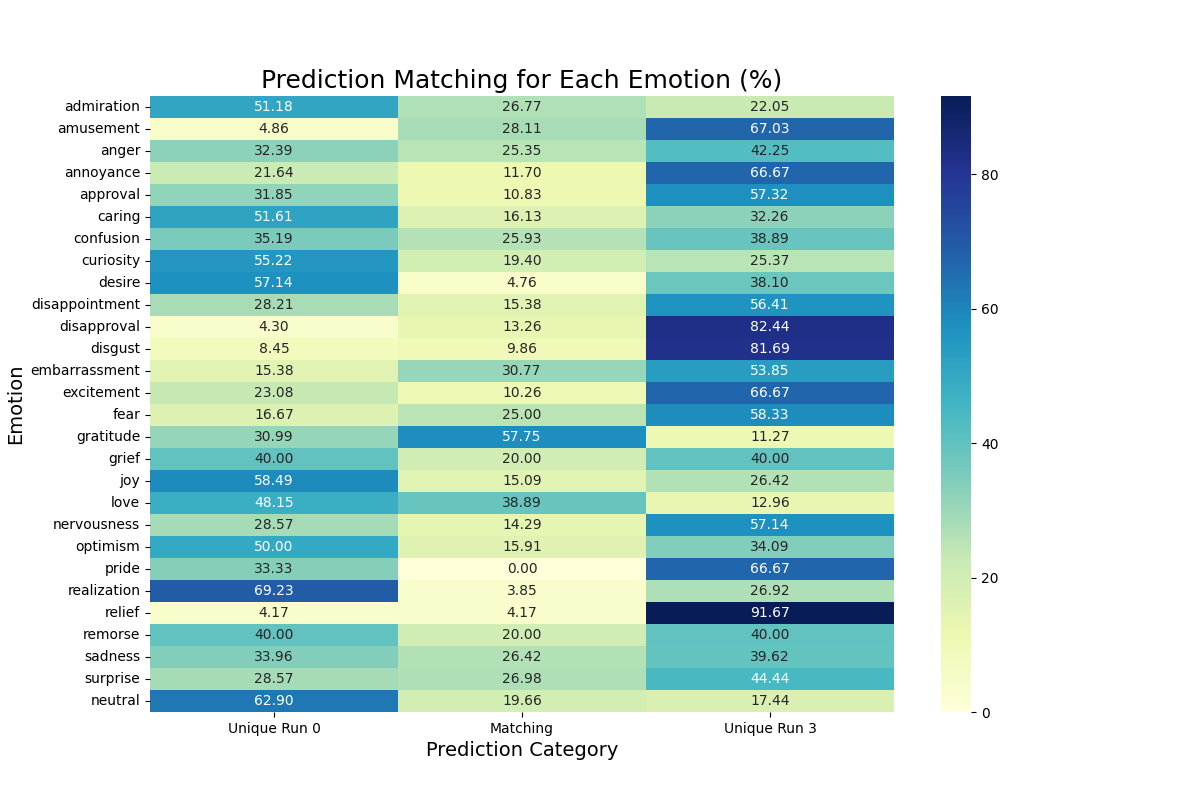 Prediction Matching for Each Emotion (%)
admiration 51.18 26.77 22.05
amusement 4.86 28.11 67.03
anger 32.39 25.35 42.25
annoyance 21.64 11.70 66.67
80
approval 31.85 10.83 57.32
caring 51.61 16.13 32.26
confusion 35.19 25.93 38.89
curiosity 55.22 19.40 25.37
desire 57.14 4.76 38.10
disappointment 28.21 15.38 56.41
60
disapproval 4.30 13.26 82.44
disgust 8.45 9.86 81.69
embarrassment 15.38 30.77 53.85
excitement 23.08 10.26 66.67
Emotion
fear 16.67 25.00 58.33
gratitude 30.99 57.75 11.27
40
grief 40.00 20.00 40.00
joy 58.49 15.09 26.42
love 48.15 38.89 12.96
nervousness 28.57 14.29 57.14
optimism 50.00 15.91 34.09
pride 33.33 0.00 66.67
20
realization 69.23 3.85 26.92
relief 4.17 4.17 91.67
remorse 40.00 20.00 40.00
sadness 33.96 26.42 39.62
surprise 28.57 26.98 44.44
neutral 62.90 19.66 17.44
0
Unique Run 0 Matching Unique Run 3
Prediction Category